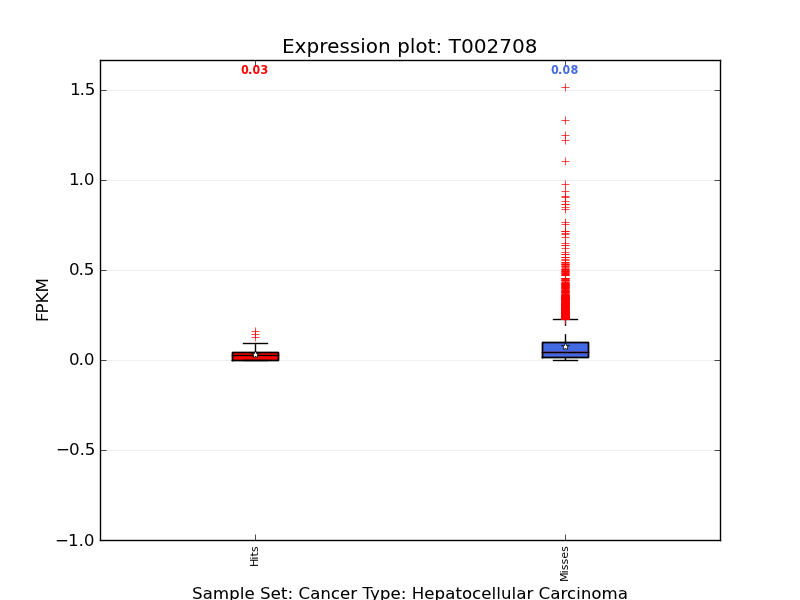 Expression plot: T002708
0.03
0.08
1.5
1.0
0.5
0.0
−0.5
−1.0
FPKM
Hits
Misses
Sample Set: Cancer Type: Hepatocellular Carcinoma